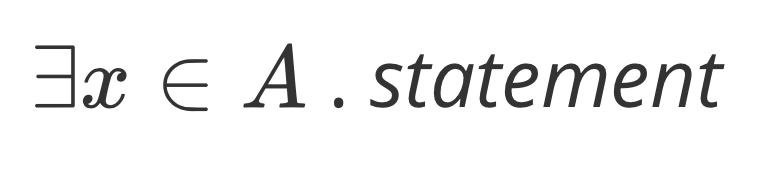 ∃x ∈ A . statement